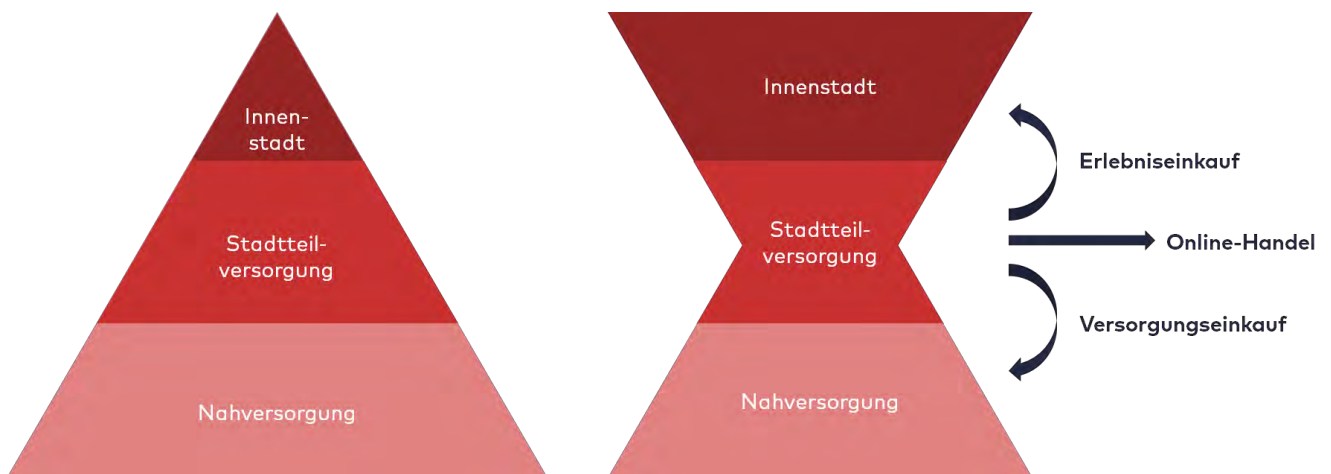 Innen-
stadt
Stadtteil-
versorgung
Nahversorgung
Innenstadt
Stadtteil-
versorgung
Nahversorgung
Erlebniseinkauf
Online-Handel
Versorgungseinkauf